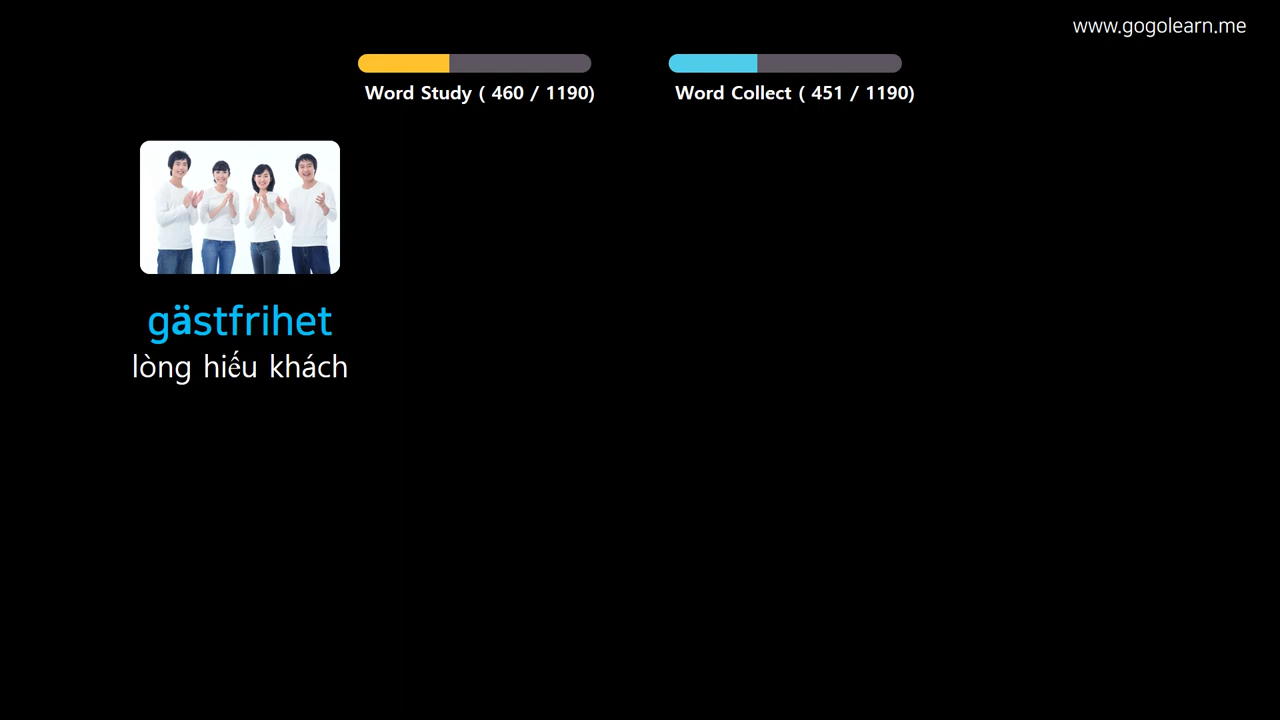 www.gogolearn.me
Word Study ( 460 / 1190)
Word Collect ( 451 / 1190)
gästfrihet
lòng hiếu khách